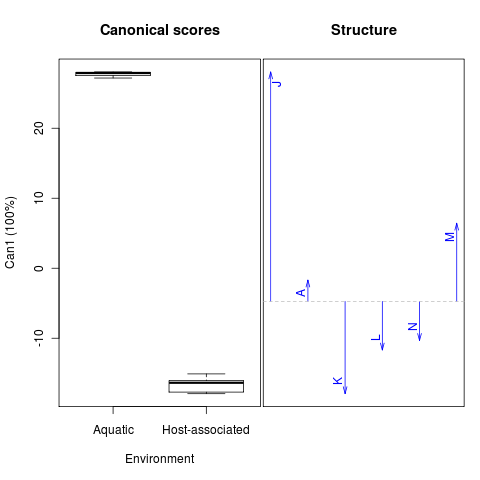 Canonical scores
Structure
Can1 (100%)
20
10
0
-10
J
A
K
L
N
M
Aquatic
Host-associated
Environment